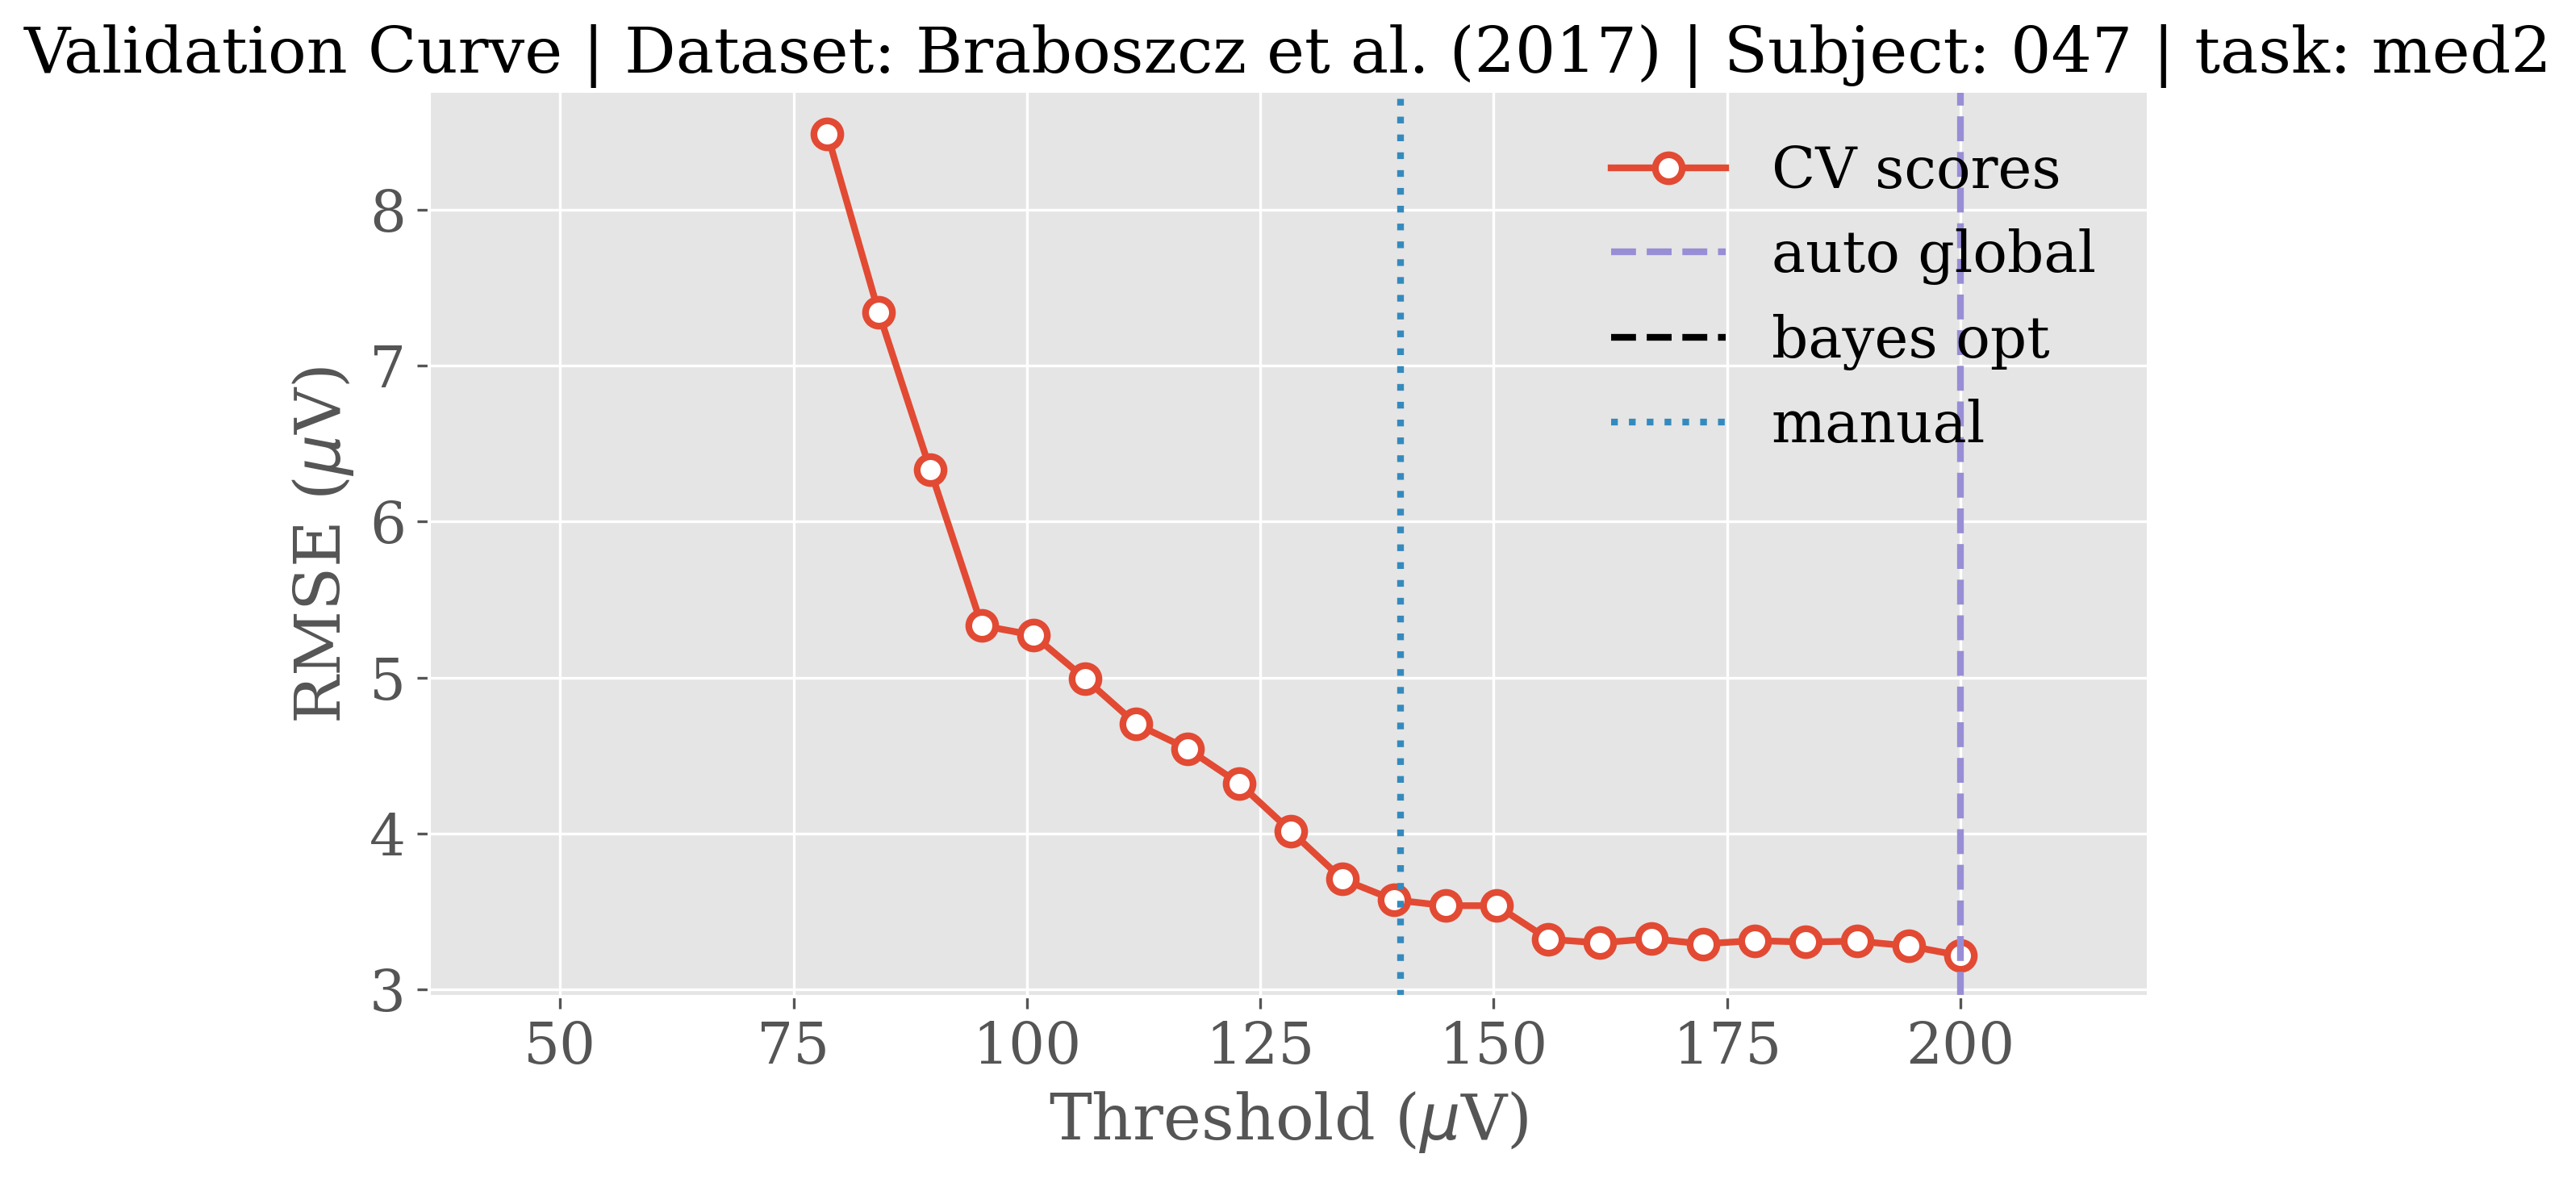 Validation Curve | Dataset: Braboszcz et al. (2017) | Subject: 047 | task: med2
CV scores
auto global
bayes opt
manual
RMSE (μV)
8
7
6
5
4
3
50 75 100 125 150 175 200
Threshold (μV)